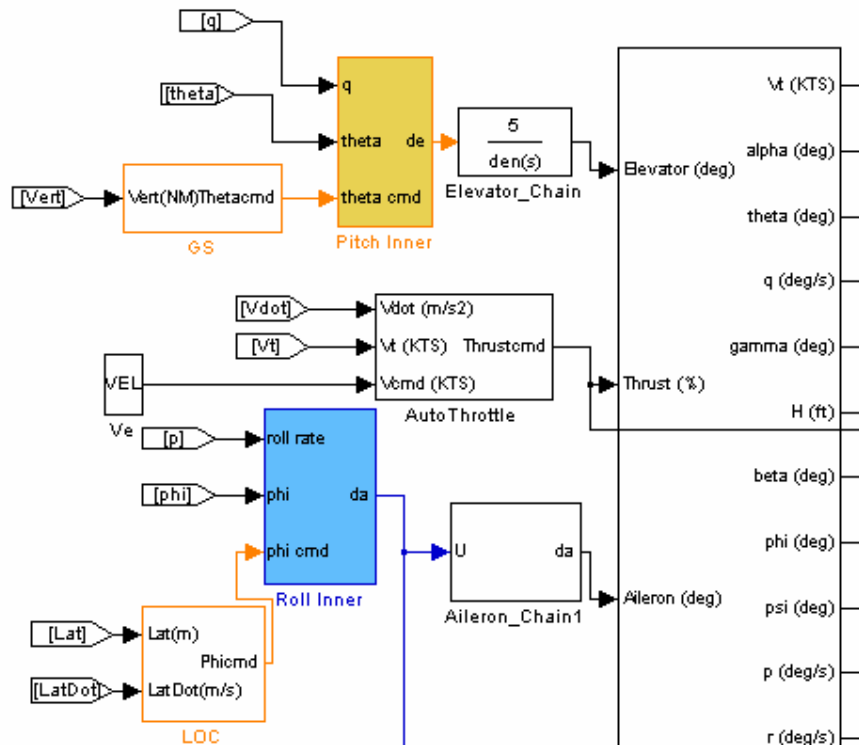 [q]
[theta]
[Vert]
Vert(NM)Thetacmd
GS
q
theta
de
theta cmd
Pitch Inner
5
den(s)
Elevator_Chain
[Vdot]
[Vt]
VEL
Ve
Vdot (m/s2)
Vt (KTS)
Thrustcmd
Vcmd (KTS)
AutoThrottle
[p]
[phi]
roll rate
phi
da
phi cmd
Roll Inner
[Lat]
[LatDot]
Lat(m)
Phicmd
LatDot(m/s)
LOC
U
da
Aileron_Chain1
Elevator (deg)
Thrust (%)
Aileron (deg)
Vt (KTS)
alpha (deg)
theta (deg)
q (deg/s)
gamma (deg)
H (ft)
beta (deg)
phi (deg)
psi (deg)
p (deg/s)
r (deg/s)